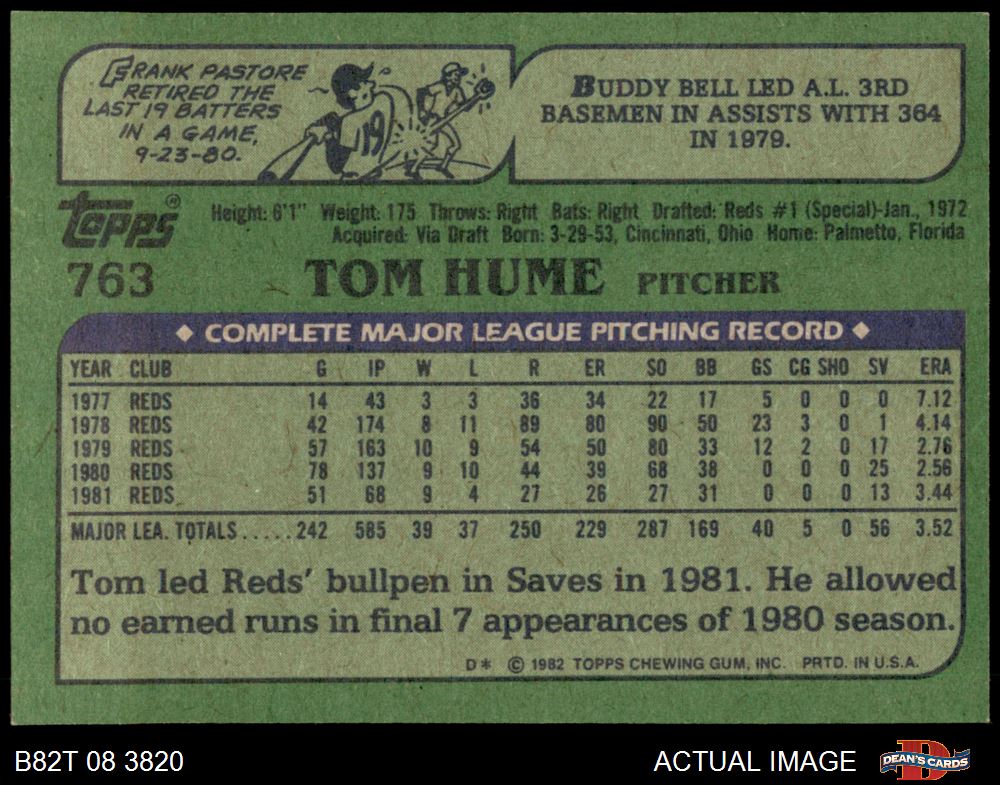 FRANK PASTORE
RETIRED THE
LAST 19 BATTERS
IN A GAME,
9-23-80.
19
BUDDY BELL LED A.L. 3RD
BASEMEN IN ASSISTS WITH 364
IN 1979.
TOPPS®
Height: 6'1" Weight: 175 Throws: Right Bats: Right Drafted: Reds #1 (Special)-Jan., 1972
Acquired: Via Draft Born: 3-29-53, Cincinnati, Ohio Home: Palmetto, Florida
763 TOM HUME PITCHER
◆ COMPLETE MAJOR LEAGUE PITCHING RECORD ◆
YEAR CLUB G IP W L R ER SO BB GS CG SHO SV ERA
1977 REDS 14 43 3 3 36 34 22 17 5 0 0 0 7.12
1978 REDS 42 174 8 11 89 80 90 50 23 3 0 1 4.14
1979 REDS 57 163 10 9 54 50 80 33 12 2 0 17 2.76
1980 REDS 78 137 9 10 44 39 68 38 0 0 0 25 2.56
1981 REDS 51 68 9 4 27 26 27 31 0 0 0 13 3.44
MAJOR LEA. TOTALS.....242 585 39 37 250 229 287 169 40 5 0 56 3.52
Tom led Reds' bullpen in Saves in 1981. He allowed
no earned runs in final 7 appearances of 1980 season.
D* © 1982 TOPPS CHEWING GUM, INC. PRTD. IN U.S.A.
B82T 08 3820 ACTUAL IMAGE D DEAN'S CARDS